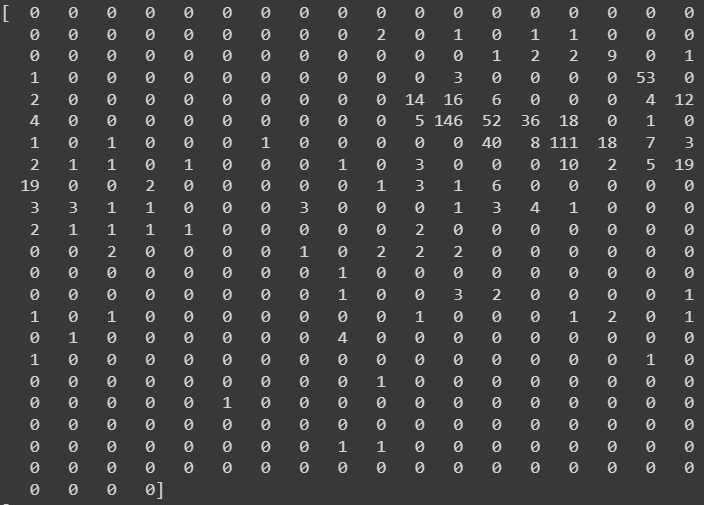 [ 0 0 0 0 0 0 0 0 0 0 0 0 0 0 0 0 0 0
0 0 0 0 0 0 0 0 0 2 0 1 0 1 1 0 0 0
0 0 0 0 0 0 0 0 0 0 0 0 1 2 2 9 0 1
1 0 0 0 0 0 0 0 0 0 0 3 0 0 0 0 53 0
2 0 0 0 0 0 0 0 0 0 14 16 6 0 0 0 4 12
4 0 0 0 0 0 0 0 0 0 5 146 52 36 18 0 1 0
1 0 1 0 0 0 1 0 0 0 0 0 40 8 111 18 7 3
2 1 1 0 1 0 0 0 1 0 3 0 0 0 10 2 5 19
19 0 0 2 0 0 0 0 0 1 3 1 6 0 0 0 0 0
3 3 1 1 0 0 0 3 0 0 0 1 3 4 1 0 0 0
2 1 1 1 1 0 0 0 0 0 2 0 0 0 0 0 0 0
0 0 2 0 0 0 0 1 0 2 2 2 0 0 0 0 0 0
0 0 0 0 0 0 0 0 1 0 0 0 0 0 0 0 0 0
0 0 0 0 0 0 0 0 1 0 0 3 2 0 0 0 0 1
1 0 1 0 0 0 0 0 0 0 1 0 0 0 1 2 0 1
0 1 0 0 0 0 0 0 4 0 0 0 0 0 0 0 0 0
1 0 0 0 0 0 0 0 0 0 0 0 0 0 0 0 1 0
0 0 0 0 0 0 0 0 0 1 0 0 0 0 0 0 0 0
0 0 0 0 0 1 0 0 0 0 0 0 0 0 0 0 0 0
0 0 0 0 0 0 0 0 0 0 0 0 0 0 0 0 0 0
0 0 0 0 0 0 0 0 1 1 0 0 0 0 0 0 0 0
0 0 0 0 0 0 0 0 0 0 0 0 0 0 0 0 0 0
0 0 0 0]